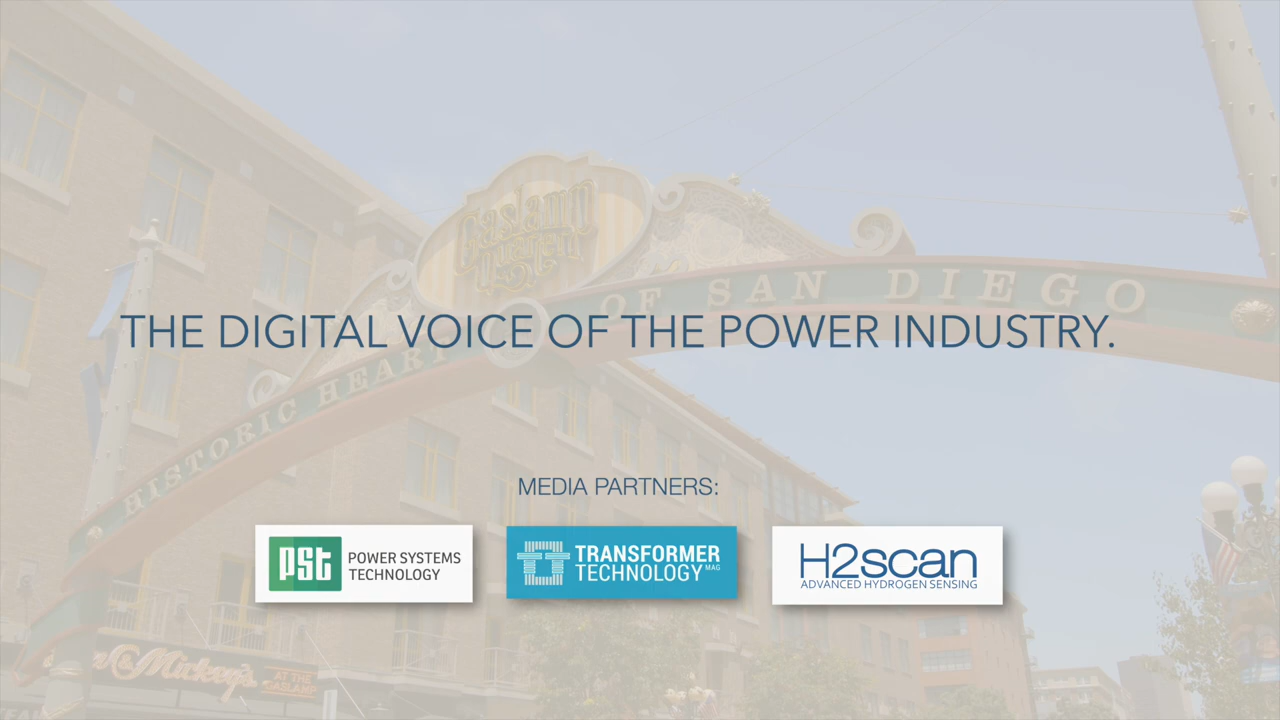 Gaslamp
Quarter
HISTORIC HEART OF SAN DIEGO
THE DIGITAL VOICE OF THE POWER INDUSTRY.
MEDIA PARTNERS:
pst POWER SYSTEMS
TECHNOLOGY
TRANSFORMER
TECHNOLOGY MAG
H2scan
ADVANCED HYDROGEN SENSING
& Mickey's
AT THE
GASLAMP